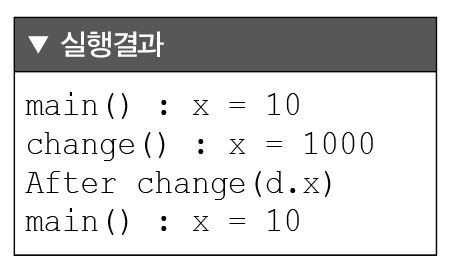 ▼ 실행결과
main() : x = 10
change() : x = 1000
After change(d.x)
main() : x = 10